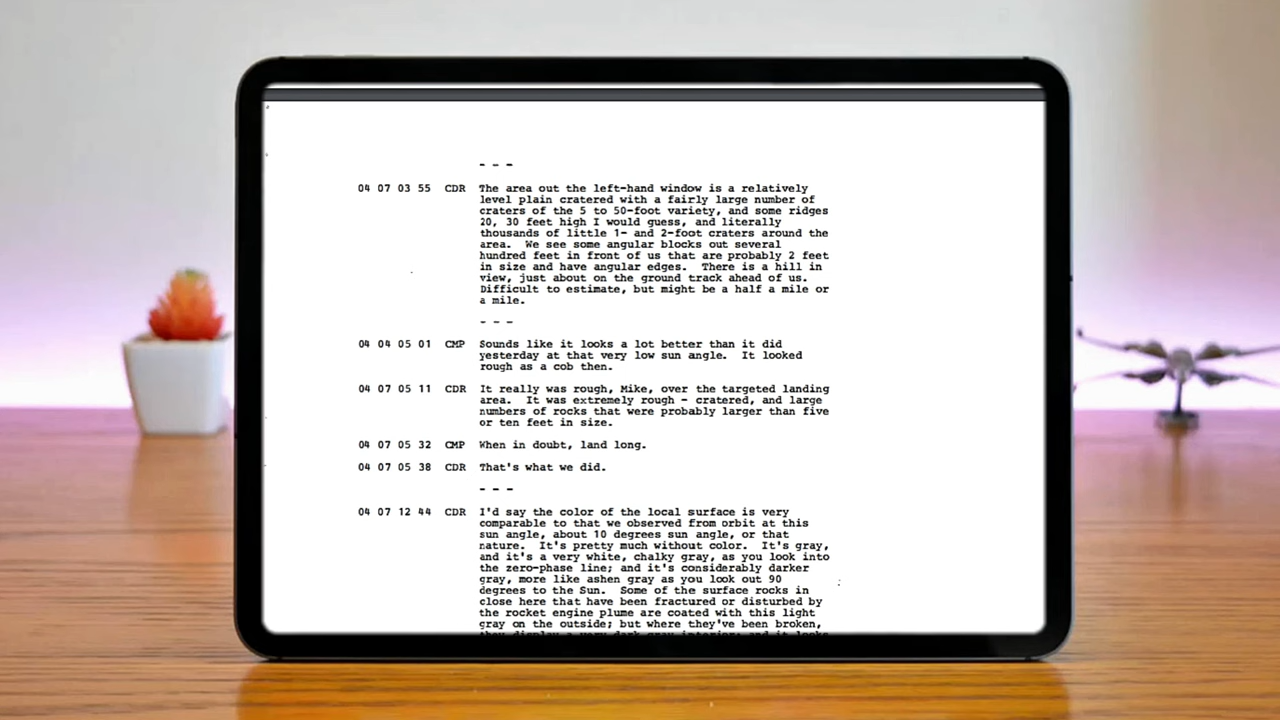 - - -
04 07 03 55 CDR The area out the left-hand window is a relatively
level plain cratered with a fairly large number of
craters of the 5 to 50-foot variety, and some ridges
20, 30 feet high I would guess, and literally
thousands of little 1- and 2-foot craters around the
area. We see some angular blocks out several
hundred feet in front of us that are probably 2 feet
in size and have angular edges. There is a hill in
view, just about on the ground track ahead of us.
Difficult to estimate, but might be a half a mile or
a mile.
- - -
04 04 05 01 CMP Sounds like it looks a lot better than it did
yesterday at that very low sun angle. It looked
rough as a cob then.
04 07 05 11 CDR It really was rough, Mike, over the targeted landing
area. It was extremely rough - cratered, and large
numbers of rocks that were probably larger than five
or ten feet in size.
04 07 05 32 CMP When in doubt, land long.
04 07 05 38 CDR That's what we did.
- - -
04 07 12 44 CDR I'd say the color of the local surface is very
comparable to that we observed from orbit at this
sun angle, about 10 degrees sun angle, or that
nature. It's pretty much without color. It's gray,
and it's a very white, chalky gray, as you look into
the zero-phase line; and it's considerably darker
gray, more like ashen gray as you look out 90
degrees to the Sun. Some of the surface rocks in
close here that have been fractured or disturbed by
the rocket engine plume are coated with this light
gray on the outside; but where they've been broken,
they display a very dark gray interior; and it looks